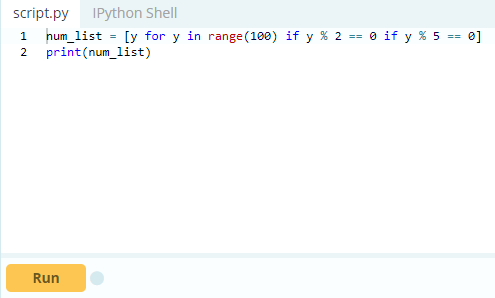 script.py IPython Shell
1 num_list = [y for y in range(100) if y % 2 == 0 if y % 5 == 0]
2 print(num_list)
Run